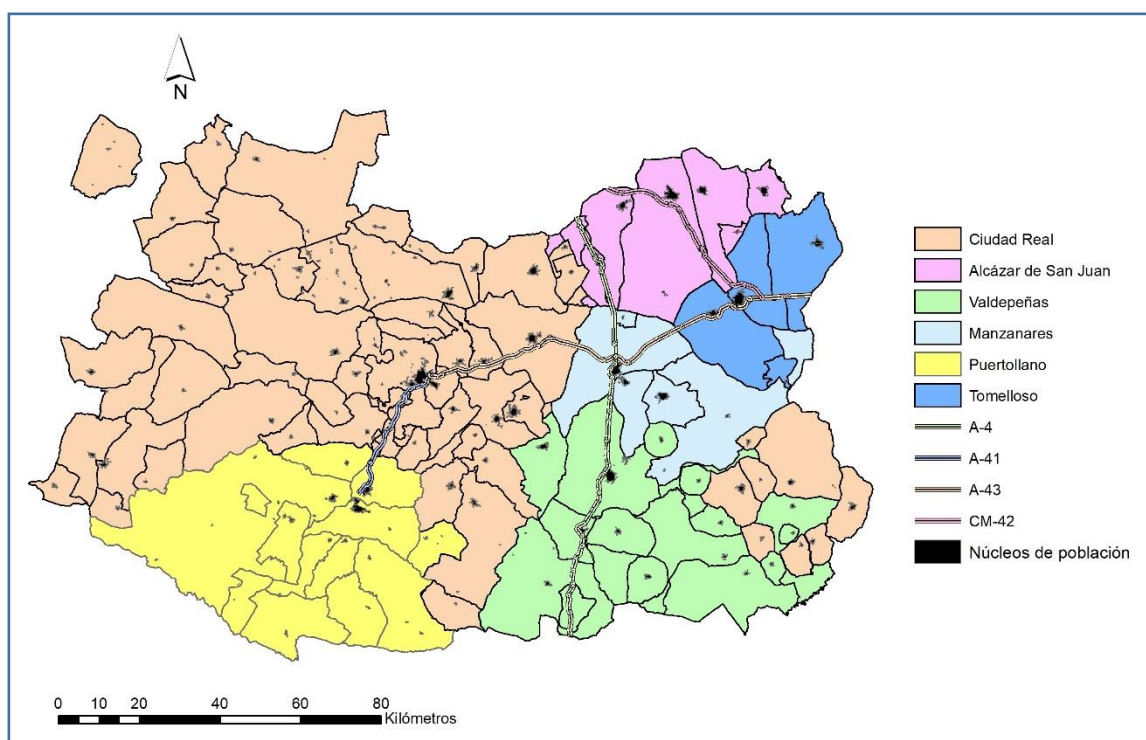 N
Ciudad Real
Alcázar de San Juan
Valdepeñas
Manzanares
Puertollano
Tomelloso
A-4
A-41
A-43
CM-42
Núcleos de población
0 10 20 40 60 80
Kilómetros